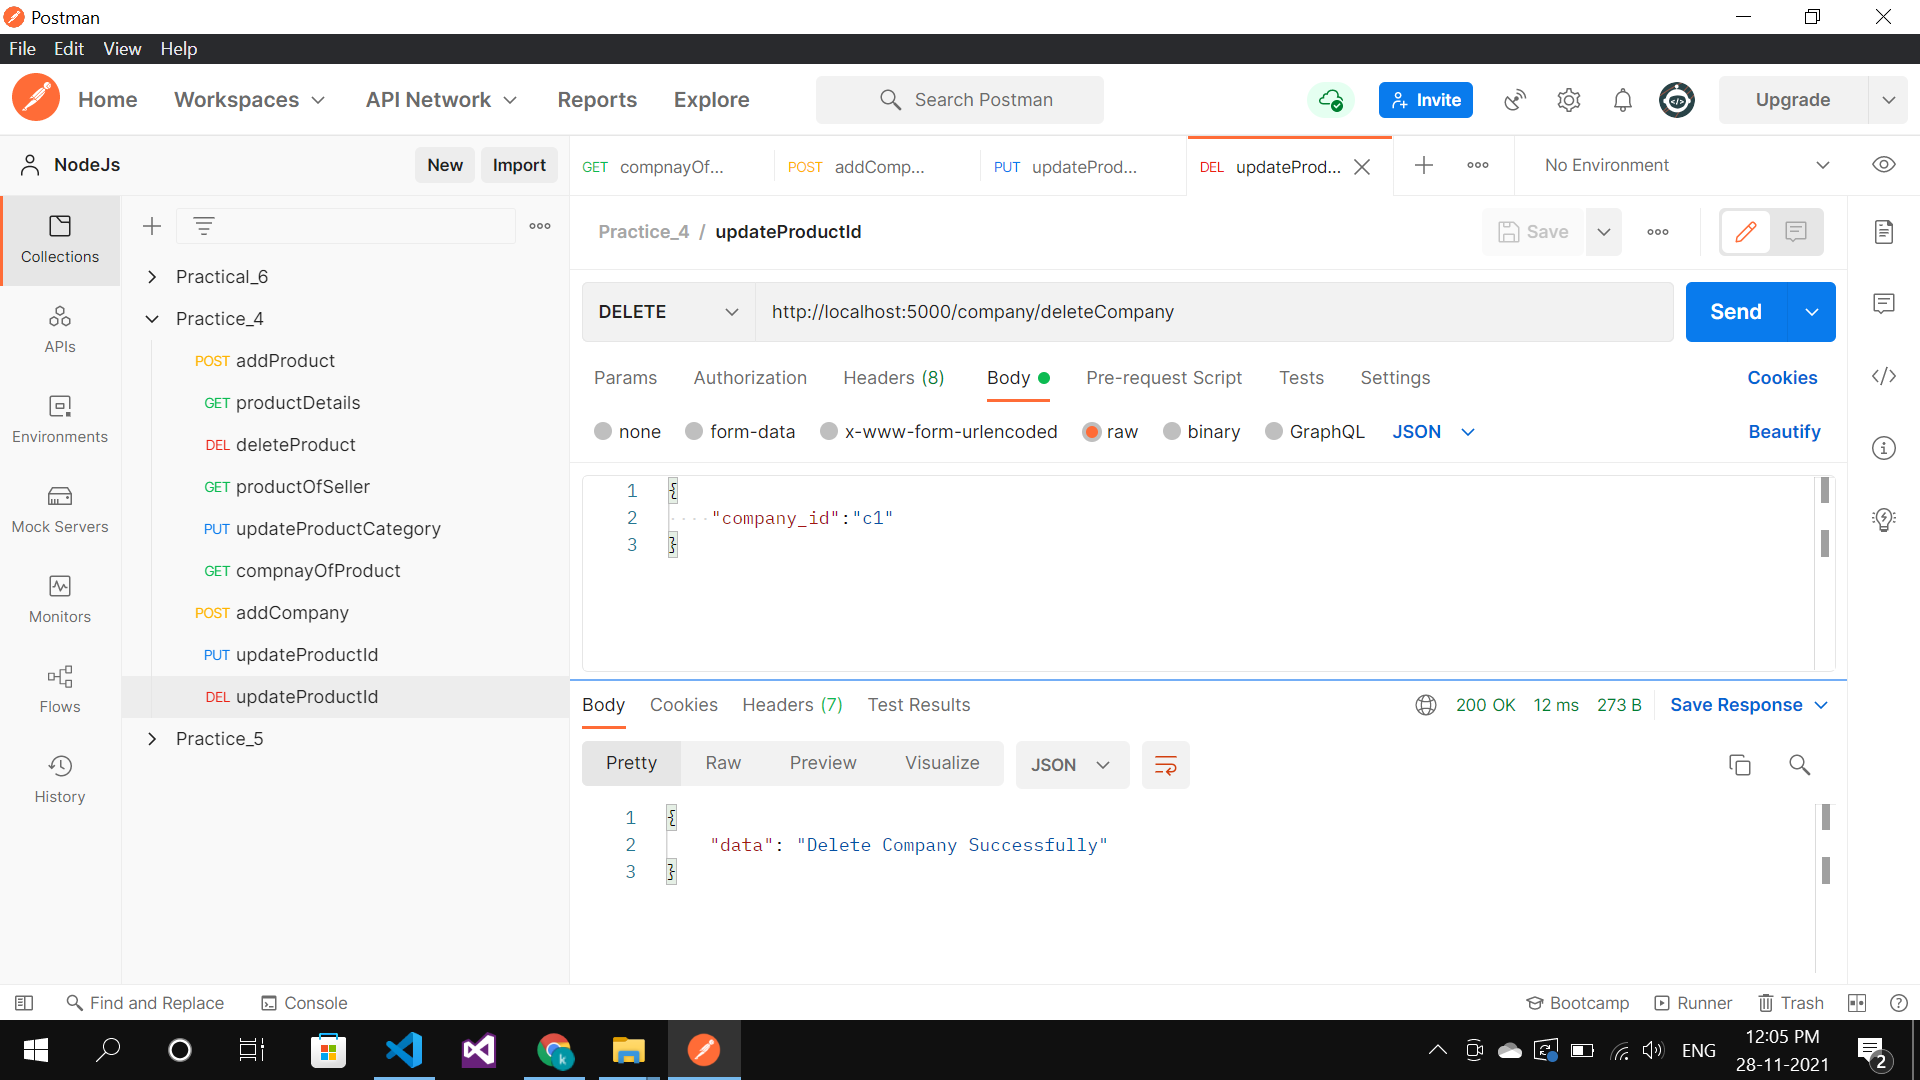 Postman
File Edit View Help
Home Workspaces API Network Reports Explore Search Postman Invite Upgrade
NodeJs New Import GET compnayOf... POST addComp... PUT updateProd... DEL updateProd... No Environment
Collections
APIs
Environments
Mock Servers
Monitors
Flows
History
Practical_6
Practice_4
POST addProduct
GET productDetails
DEL deleteProduct
GET productOfSeller
PUT updateProductCategory
GET compnayOfProduct
POST addCompany
PUT updateProductId
DEL updateProductId
Practice_5
Practice_4 / updateProductId Save
DELETE http://localhost:5000/company/deleteCompany Send
Params Authorization Headers (8) Body Pre-request Script Tests Settings Cookies
none form-data x-www-form-urlencoded raw binary GraphQL JSON Beautify
1 {
2 "company_id":"c1"
3 }
Body Cookies Headers (7) Test Results 200 OK 12 ms 273 B Save Response
Pretty Raw Preview Visualize JSON
1 {
2 "data": "Delete Company Successfully"
3 }
Find and Replace Console Bootcamp Runner Trash
k ENG 12:05 PM
28-11-2021 2